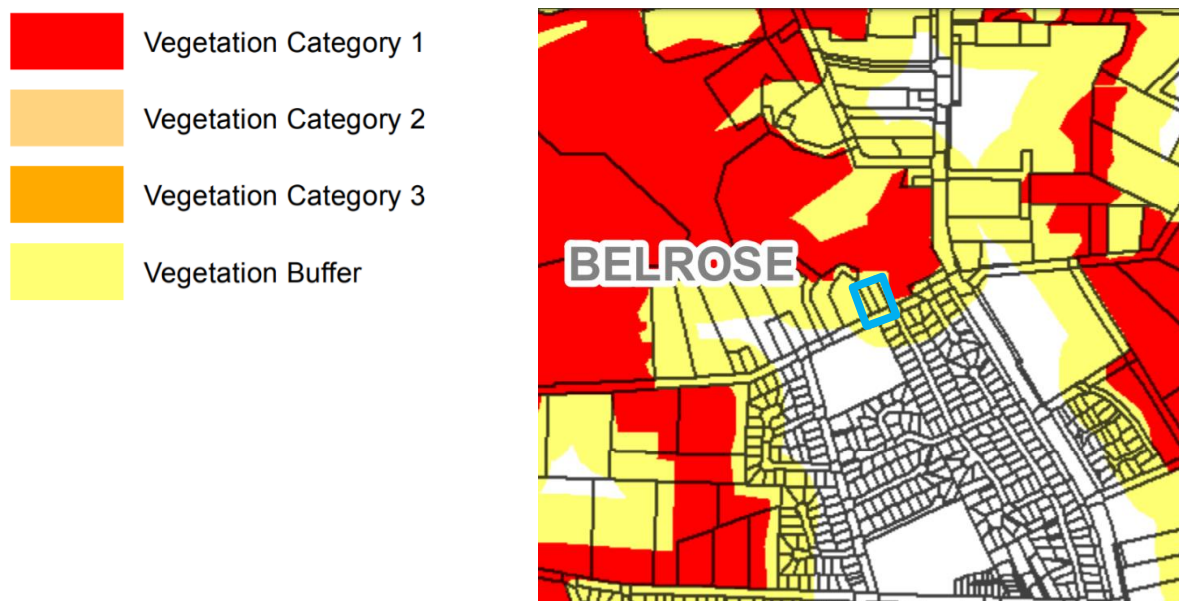 Vegetation Category 1
Vegetation Category 2
Vegetation Category 3
Vegetation Buffer
BELROSE